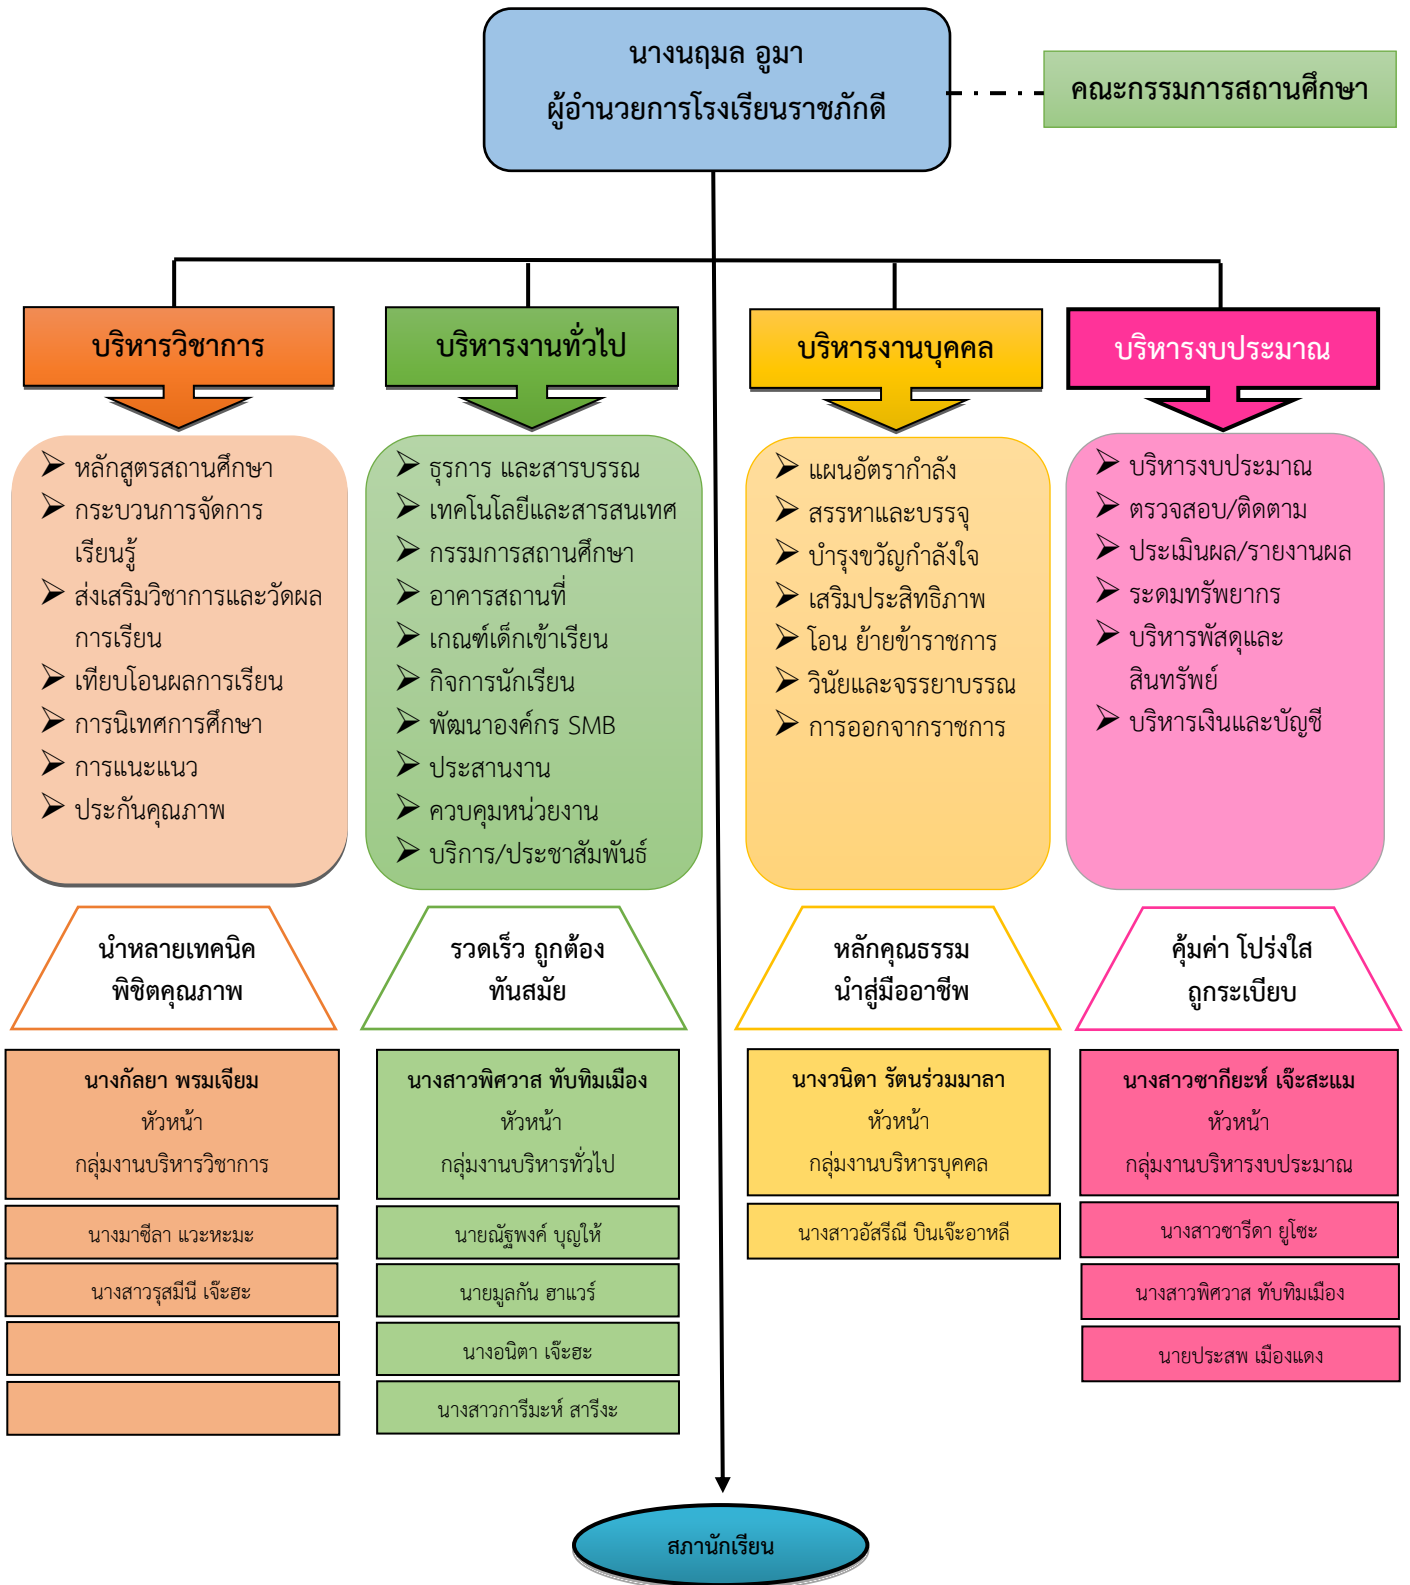 นางนฤมล อูมา
ผู้อำนวยการโรงเรียนราชภักดี
คณะกรรมการสถานศึกษา
บริหารวิชาการ
หลักสูตรสถานศึกษา
กระบวนการจัดการ
เรียนรู้
ส่งเสริมวิชาการและวัดผล
การเรียน
เทียบโอนผลการเรียน
การนิเทศการศึกษา
การแนะแนว
ประกันคุณภาพ
นำหลายเทคนิค
พิชิตคุณภาพ
นางกัลยา พรมเจียม
หัวหน้า
กลุ่มงานบริหารวิชาการ
นางมาซีลา แวะหะมะ
นางสาวรุสมีนี เจ๊ะฮะ
บริหารงานทั่วไป
ธุรการ และสารบรรณ
เทคโนโลยีและสารสนเทศ
กรรมการสถานศึกษา
อาคารสถานที่
เกณฑ์เด็กเข้าเรียน
กิจการนักเรียน
พัฒนาองค์กร SMB
ประสานงาน
ควบคุมหน่วยงาน
บริการ/ประชาสัมพันธ์
รวดเร็ว ถูกต้อง
ทันสมัย
นางสาวพิศวาส ทับทิมเมือง
หัวหน้า
กลุ่มงานบริหารทั่วไป
นายณัฐพงค์ บุญให้
นายมูลกัน ฮาแวร์
นางอนิตา เจ๊ะฮะ
นางสาวการีมะห์ สารีงะ
บริหารงานบุคคล
แผนอัตรากำลัง
สรรหาและบรรจุ
บำรุงขวัญกำลังใจ
เสริมประสิทธิภาพ
โอน ย้ายข้าราชการ
วินัยและจรรยาบรรณ
การออกจากราชการ
หลักคุณธรรม
นำสู่มืออาชีพ
นางวนิดา รัตนร่วมมาลา
หัวหน้า
กลุ่มงานบริหารบุคคล
นางสาวอัสรีณี บินเจ๊ะอาหลี
บริหารงบประมาณ
บริหารงบประมาณ
ตรวจสอบ/ติดตาม
ประเมินผล/รายงานผล
ระดมทรัพยากร
บริหารพัสดุและ
สินทรัพย์
บริหารเงินและบัญชี
คุ้มค่า โปร่งใส
ถูกระเบียบ
นางสาวซากียะห์ เจ๊ะสะแม
หัวหน้า
กลุ่มงานบริหารงบประมาณ
นางสาวซารีดา ยูโซะ
นางสาวพิศวาส ทับทิมเมือง
นายประสพ เมืองแดง
สภานักเรียน